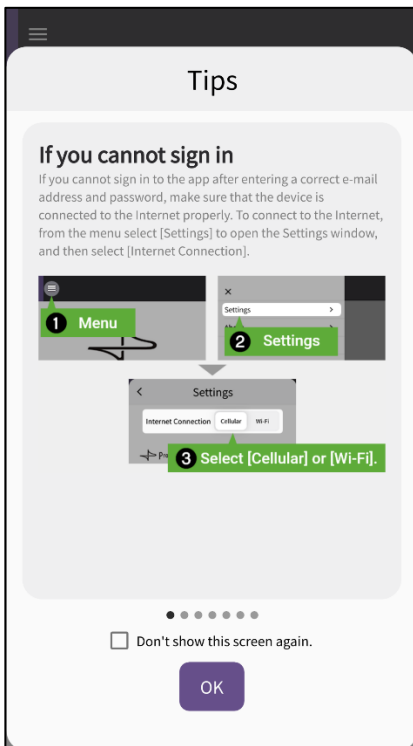 Tips
If you cannot sign in
If you cannot sign in to the app after entering a correct e-mail
address and password, make sure that the device is
connected to the Internet properly. To connect to the Internet,
from the menu select [Settings] to open the Settings window,
and then select [Internet Connection].
1 Menu
Settings
2 Settings
Settings
Internet Connection Cellular Wi-Fi
3 Select [Cellular] or [Wi-Fi].
Don't show this screen again.
OK